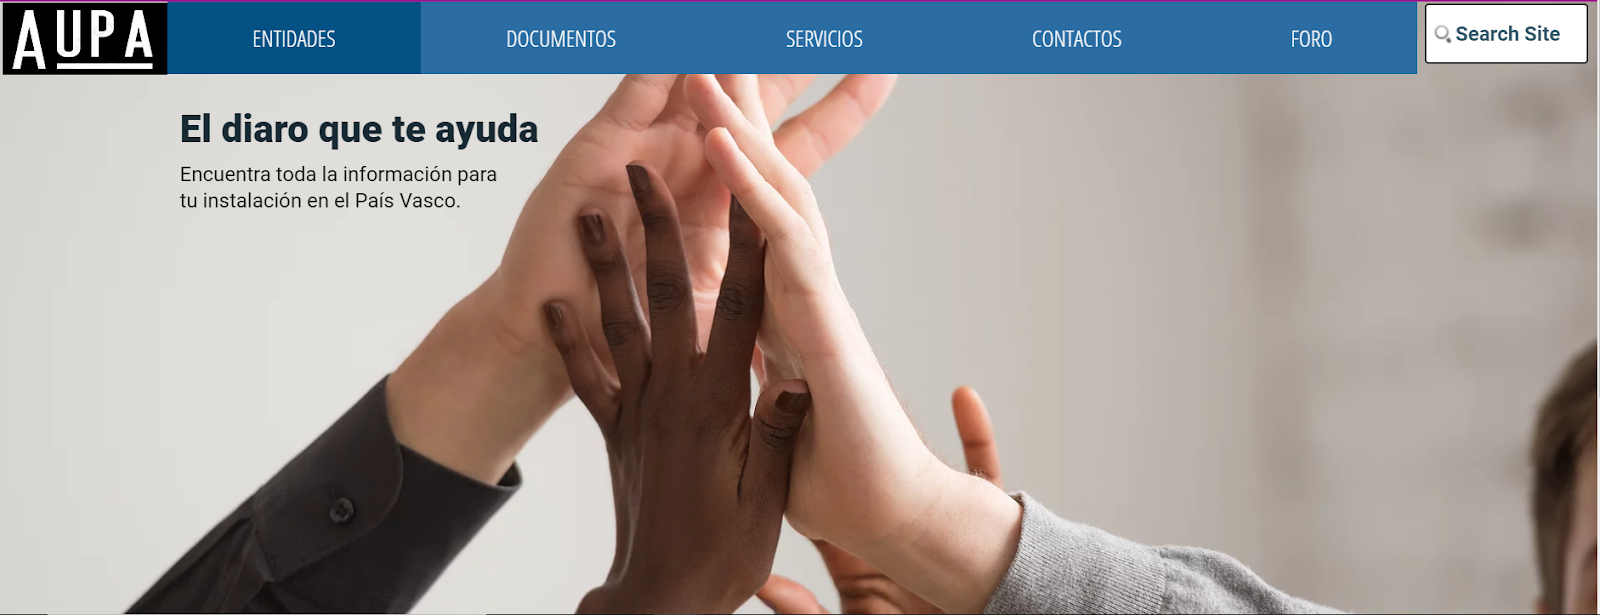 AUPA
ENTIDADES
DOCUMENTOS
SERVICIOS
CONTACTOS
FORO
Search Site
El diaro que te ayuda
Encuentra toda la información para
tu instalación en el País Vasco.